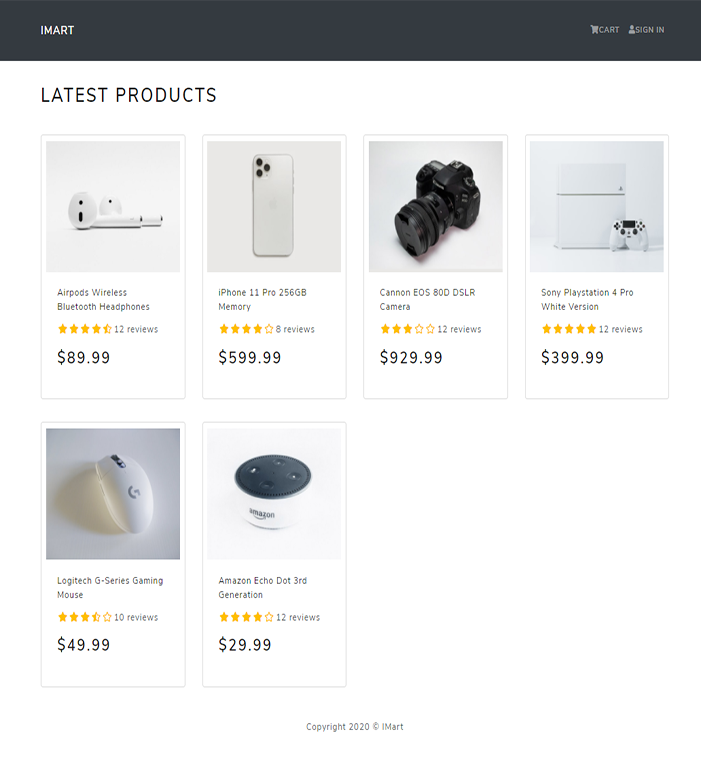 IMART
CART SIGN IN
LATEST PRODUCTS
Airpods Wireless
Bluetooth Headphones
12 reviews
$89.99
iPhone 11 Pro 256GB
Memory
8 reviews
$599.99
Cannon EOS 80D DSLR
Camera
12 reviews
$929.99
Sony Playstation 4 Pro
White Version
12 reviews
$399.99
Logitech G-Series Gaming
Mouse
10 reviews
$49.99
amazon
Amazon Echo Dot 3rd
Generation
12 reviews
$29.99
Copyright 2020 © IMart